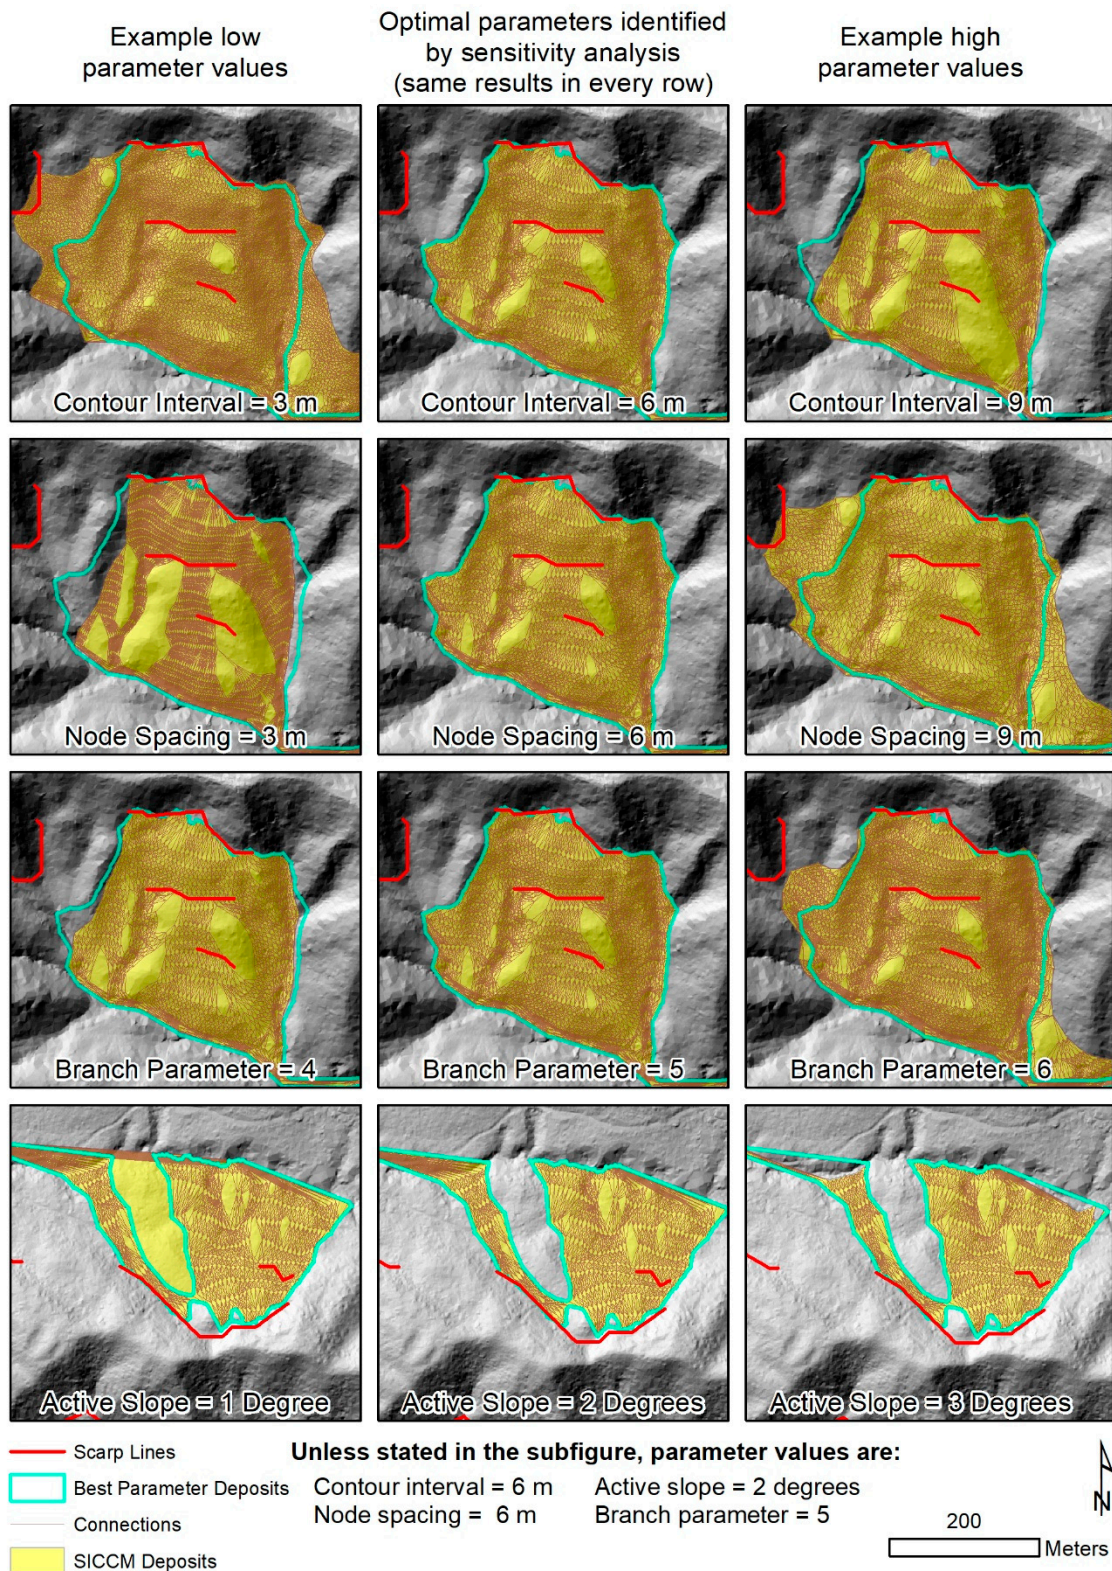 Example low
parameter values
Optimal parameters identified
by sensitivity analysis
(same results in every row)
Example high
parameter values
Contour Interval = 3 m
Contour Interval = 6 m
Contour Interval = 9 m
Node Spacing = 3 m
Node Spacing = 6 m
Node Spacing = 9 m
Branch Parameter = 4
Branch Parameter = 5
Branch Parameter = 6
Active Slope = 1 Degree
Active Slope = 2 Degrees
Active Slope = 3 Degrees
Scarp Lines
Best Parameter Deposits
Connections
SICCM Deposits
Unless stated in the subfigure, parameter values are:
Contour interval = 6 m
Active slope = 2 degrees
Node spacing = 6 m
Branch parameter = 5
N
200
Meters